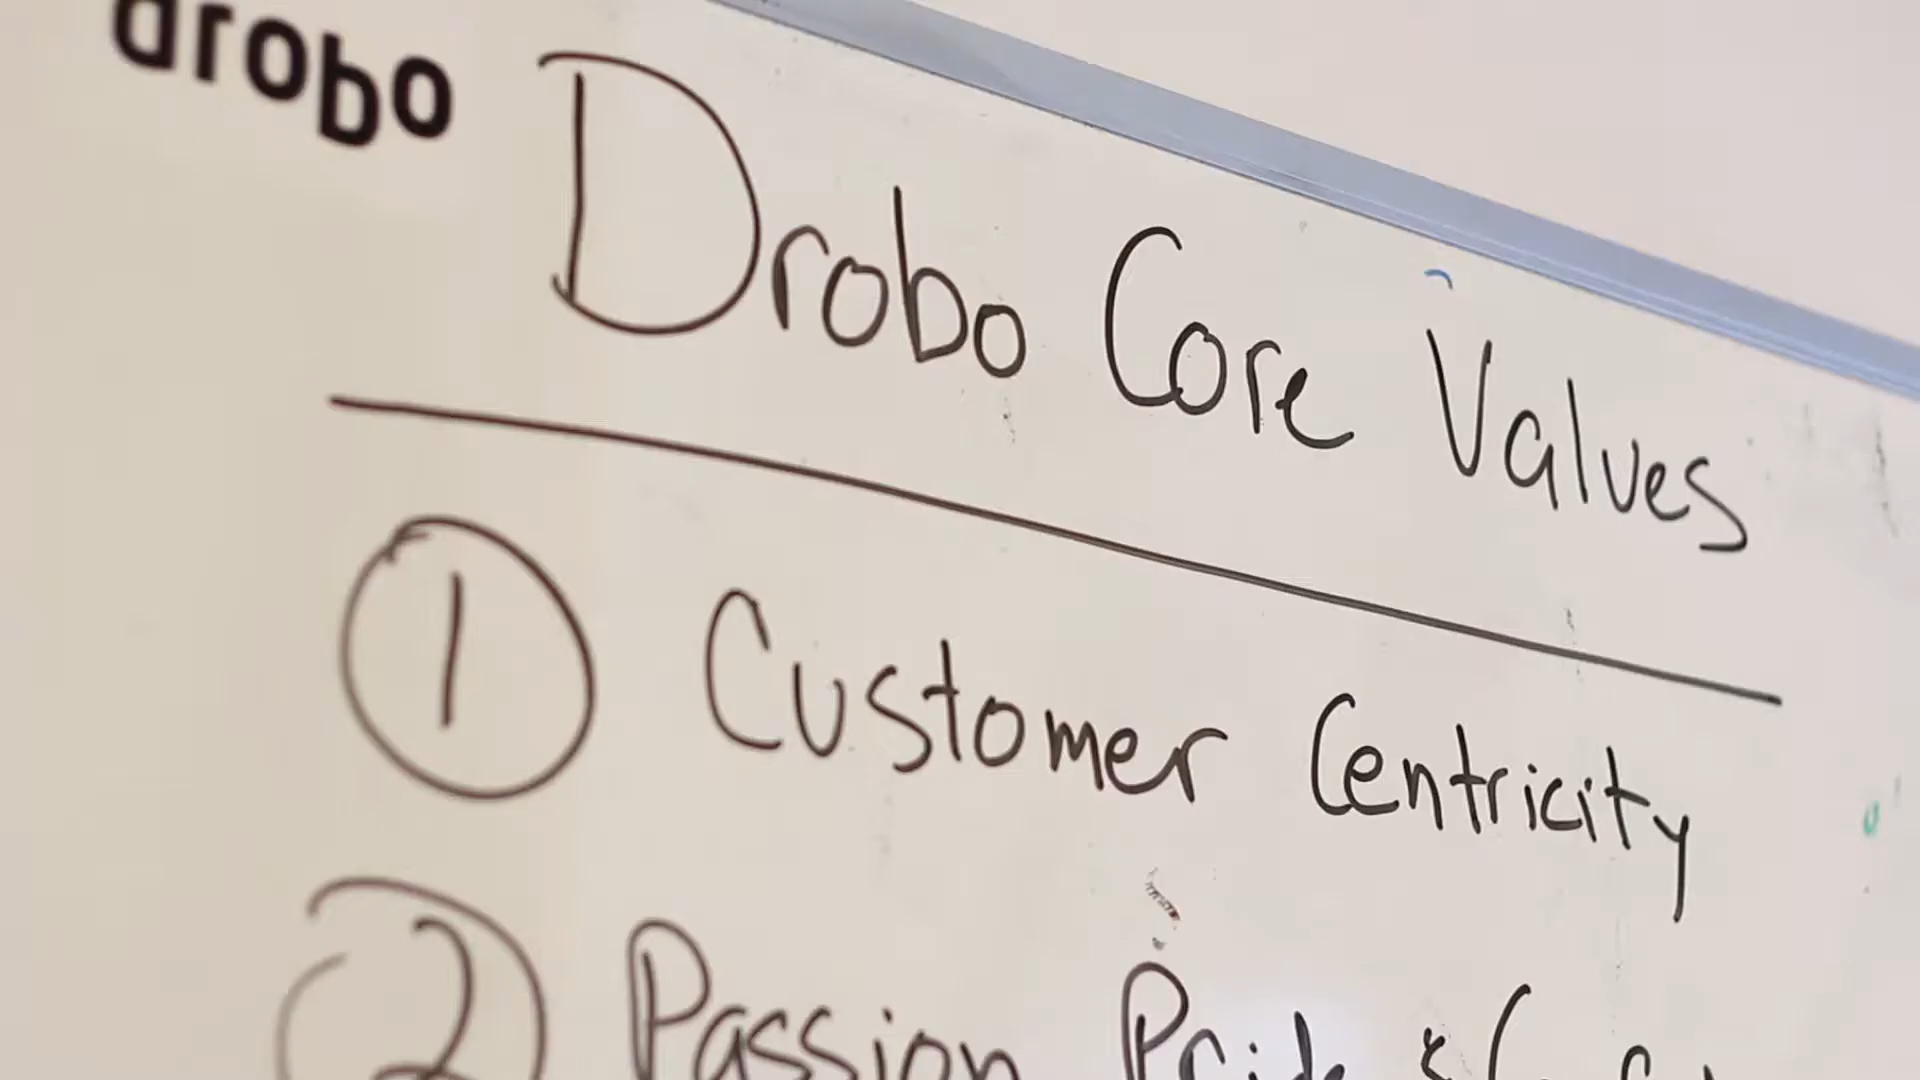 drobo
Drobo Core Values
1 Customer Centricity
2 Passion Pride &